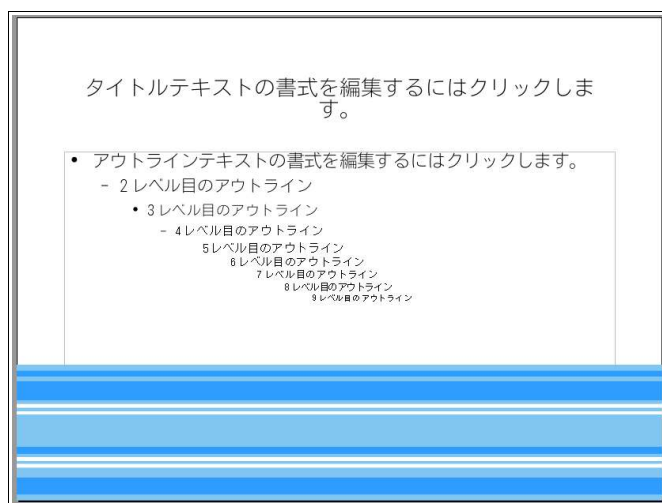 タイトルテキストの書式を編集するにはクリックしま
す。
• アウトラインテキストの書式を編集するにはクリックします。
– 2レベル目のアウトライン
• 3レベル目のアウトライン
– 4レベル目のアウトライン
5レベル目のアウトライン
6レベル目のアウトライン
7レベル目のアウトライン
8レベル目のアウトライン
9レベル目のアウトライン